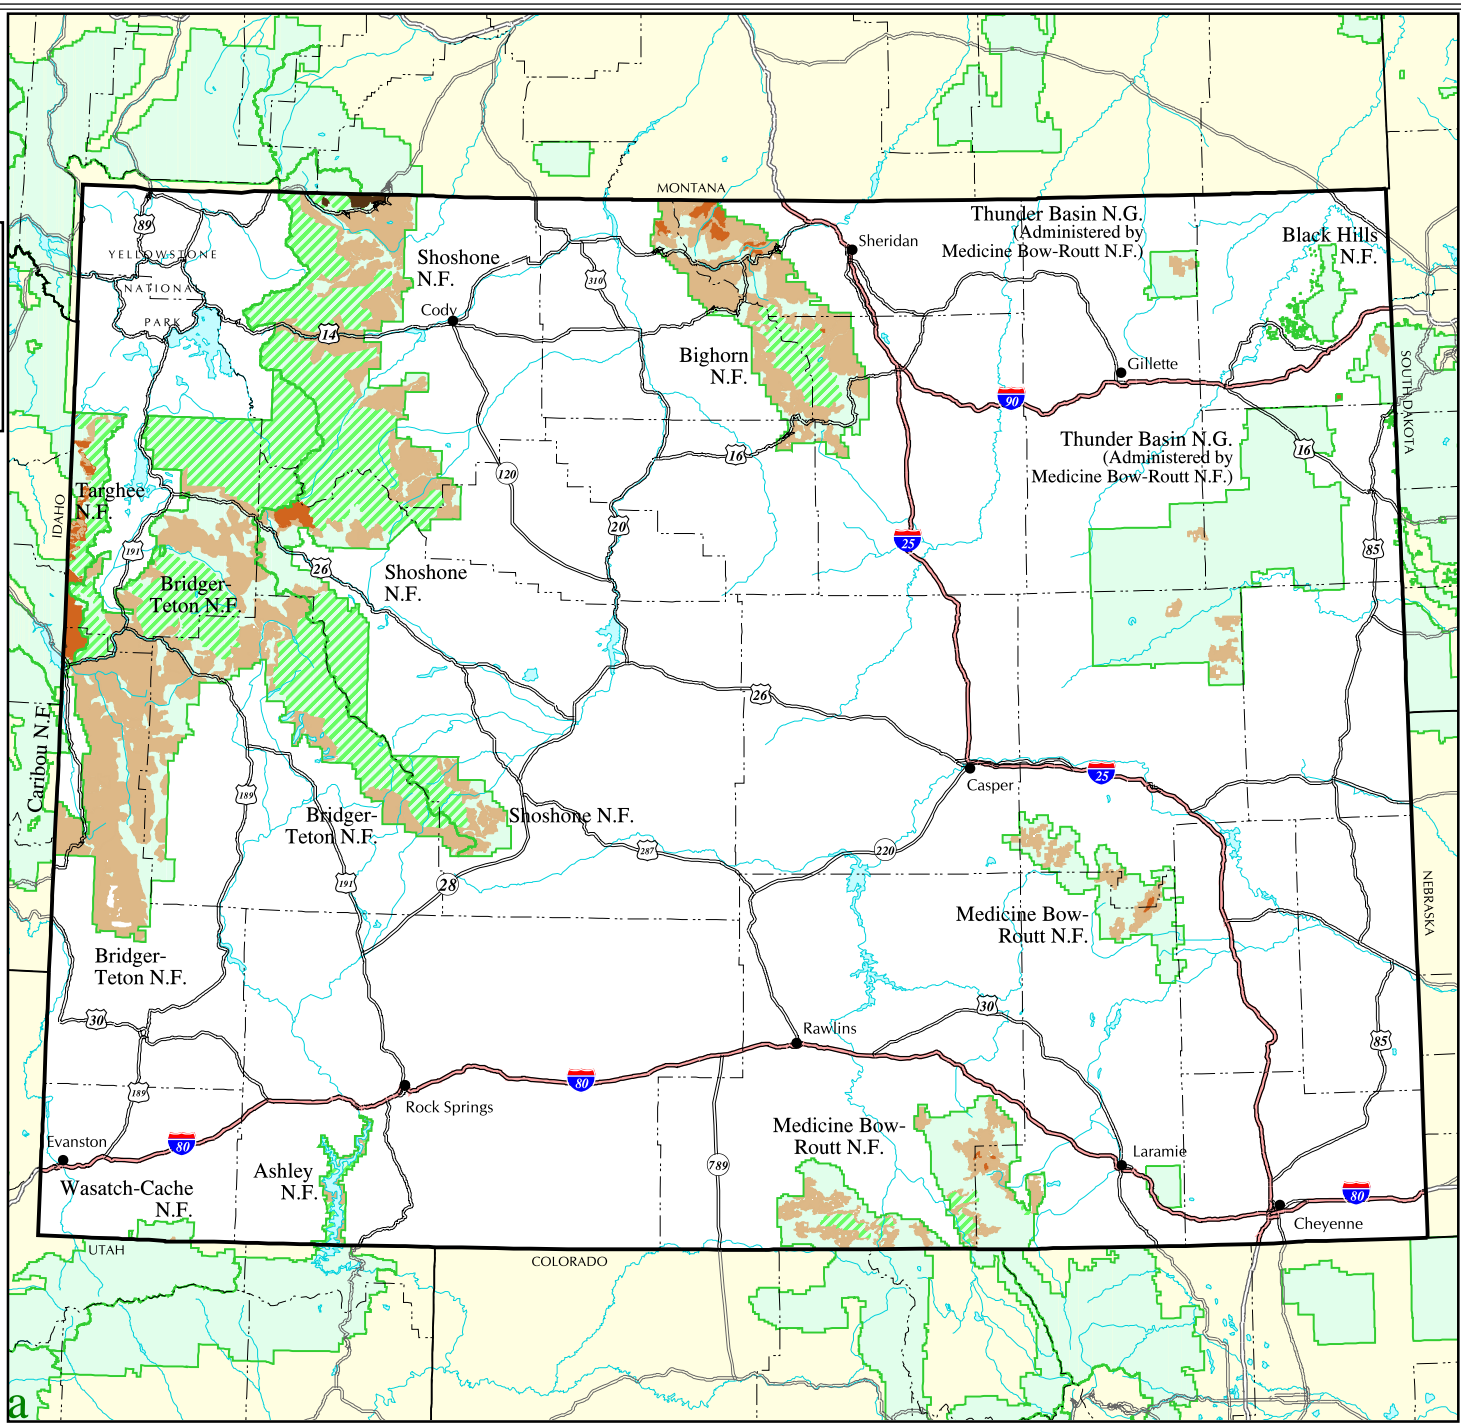 MONTANA
89
YELLOWSTONE
NATIONAL
PARK
Shoshone
N.F.
Cody
14
310
Sheridan
Thunder Basin N.G.
(Administered by
Medicine Bow-Routt N.F.)
Black Hills
N.F.
Bighorn
N.F.
Gillette
90
SOUTH DAKOTA
Thunder Basin N.G.
(Administered by
Medicine Bow-Routt N.F.)
16
16
120
Targhee
N.F.
IDAHO
191
20
25
85
26
Shoshone
N.F.
Bridger-
Teton N.F.
26
Caribou N.F.
189
Bridger-
Teton N.F.
Shoshone N.F.
Casper
25
287
220
191
28
NEBRASKA
Medicine Bow-
Routt N.F.
Bridger-
Teton N.F.
30
30
Rawlins
85
80
189
Rock Springs
Evanston
80
Medicine Bow-
Routt N.F.
789
Laramie
Ashley
N.F.
Wasatch-Cache
N.F.
80
Cheyenne
UTAH
COLORADO
a